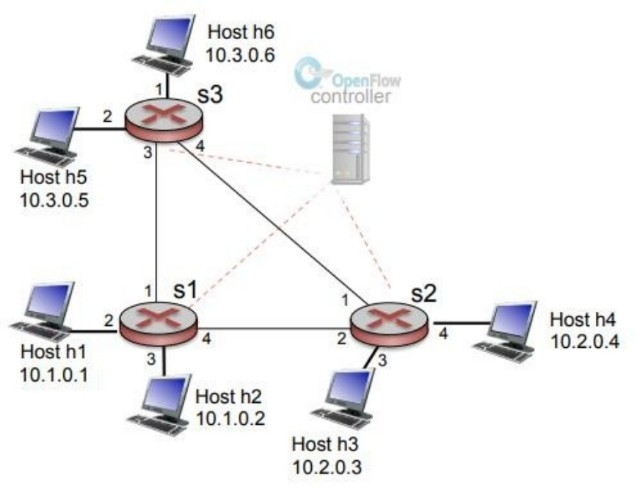 Host h6
10.3.0.6
OpenFlow
controller
1
s3
2
3
4
Host h5
10.3.0.5
1
s1
2
3
4
Host h1
10.1.0.1
Host h2
10.1.0.2
1
s2
2
3
4
Host h4
10.2.0.4
Host h3
10.2.0.3